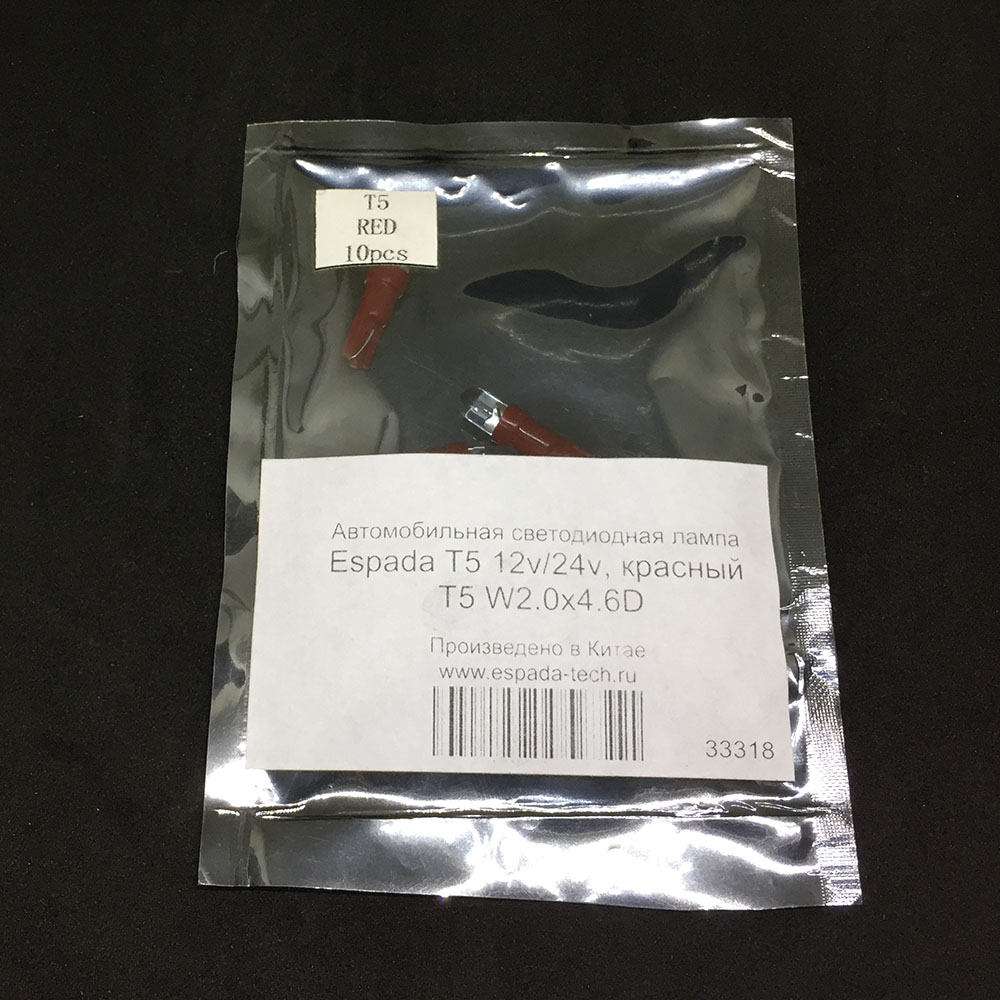 T5
RED
10pcs
Автомобильная светодиодная лампа
Espada T5 12v/24v, красный
T5 W2.0x4.6D
Произведено в Китае
www.espada-tech.ru
33318